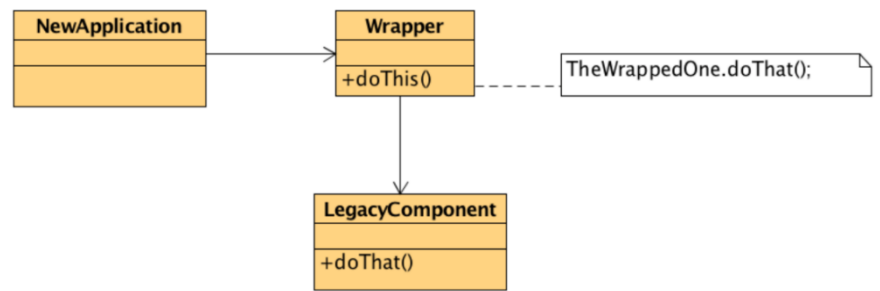 NewApplication
Wrapper
+doThis()
TheWrappedOne.doThat();
LegacyComponent
+doThat()